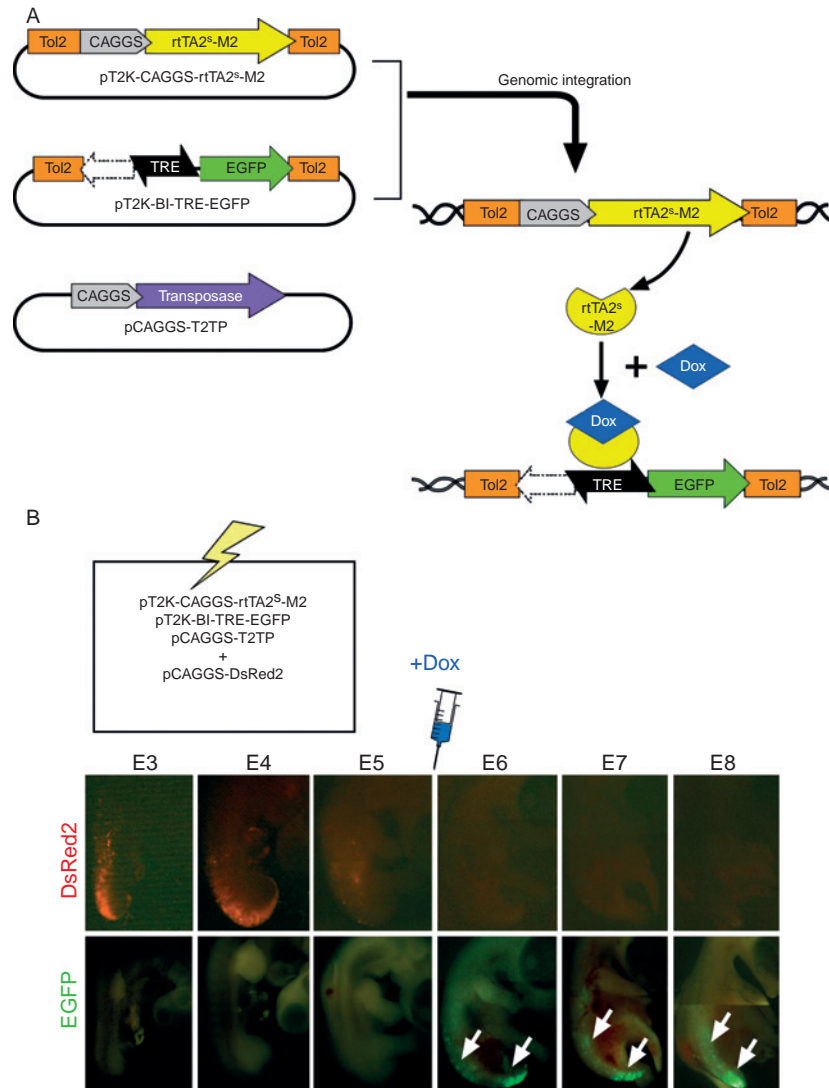 A
Tol2 CAGGS rtTA2ˢ-M2 Tol2
pT2K-CAGGS-rtTA2ˢ-M2
Genomic integration
Tol2 TRE EGFP Tol2
pT2K-BI-TRE-EGFP
Tol2 CAGGS rtTA2ˢ-M2 Tol2
CAGGS Transposase
pCAGGS-T2TP
rtTA2ˢ
-M2
+ Dox
Dox
Tol2 TRE EGFP Tol2
B
pT2K-CAGGS-rtTA2ˢ-M2
pT2K-BI-TRE-EGFP
pCAGGS-T2TP
+
pCAGGS-DsRed2
+Dox
E3 E4 E5 E6 E7 E8
DsRed2
EGFP